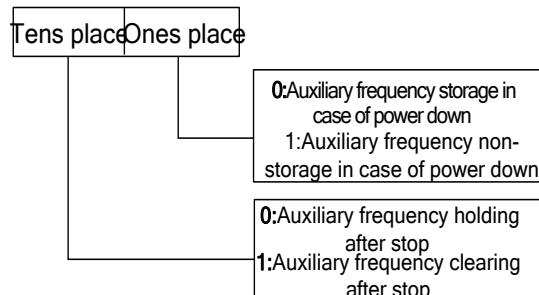 Tens place Ones place
0:Auxiliary frequency storage in
case of power down
1:Auxiliary frequency non-
storage in case of power down
0:Auxiliary frequency holding
after stop
1:Auxiliary frequency clearing
after stop